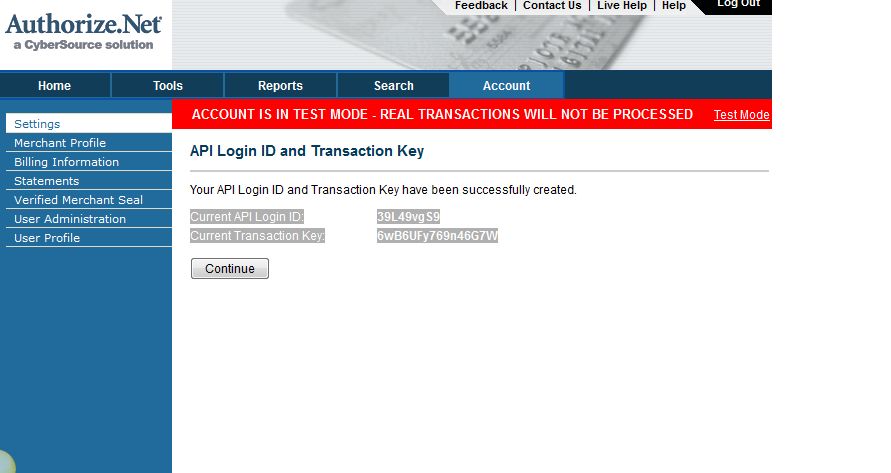 Feedback | Contact Us | Live Help | Help
Log Out
Authorize.Net
a CyberSource solution
Home Tools Reports Search Account
Settings
Merchant Profile
Billing Information
Statements
Verified Merchant Seal
User Administration
User Profile
ACCOUNT IS IN TEST MODE - REAL TRANSACTIONS WILL NOT BE PROCESSED Test Mode
API Login ID and Transaction Key
Your API Login ID and Transaction Key have been successfully created.
Current API Login ID: 39L49vgS9
Current Transaction Key: 6wB6UFy769n46G7W
Continue